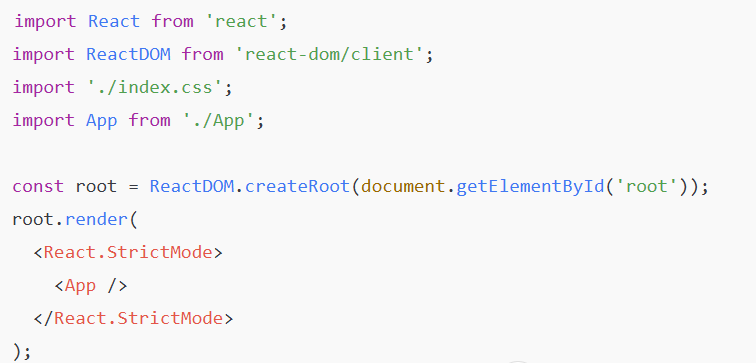 import React from 'react';
import ReactDOM from 'react-dom/client';
import './index.css';
import App from './App';

const root = ReactDOM.createRoot(document.getElementById('root'));
root.render(
  <React.StrictMode>
    <App />
  </React.StrictMode>
);